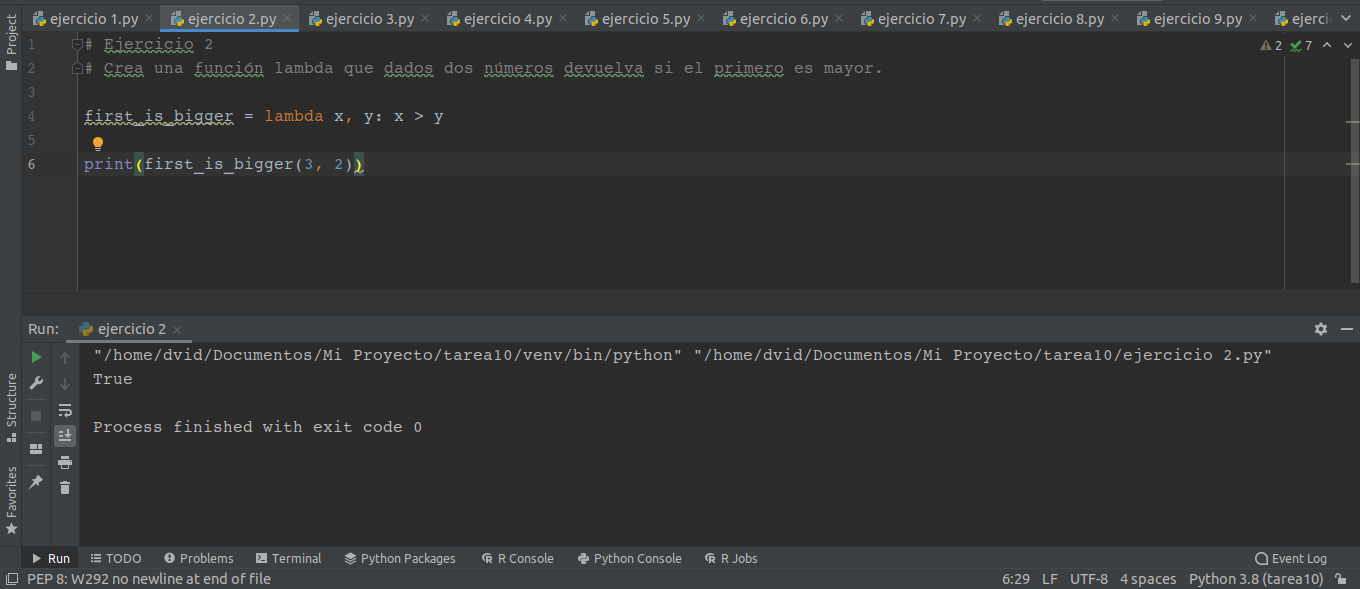 Project
ejercicio 1.py ejercicio 2.py ejercicio 3.py ejercicio 4.py ejercicio 5.py ejercicio 6.py ejercicio 7.py ejercicio 8.py ejercicio 9.py ejerci
1 # Ejercicio 2
2 7
2 # Crea una función lambda que dados dos números devuelva si el primero es mayor.
3
4 first_is_bigger = lambda x, y: x > y
5
6 print(first_is_bigger(3, 2))
Run: ejercicio 2
"/home/dvid/Documentos/Mi Proyecto/tarea10/venv/bin/python" "/home/dvid/Documentos/Mi Proyecto/tarea10/ejercicio 2.py"
True
Process finished with exit code 0
Structure
Favorites
Run TODO Problems Terminal Python Packages R Console Python Console R Jobs Event Log
PEP 8: W292 no newline at end of file 6:29 LF UTF-8 4 spaces Python 3.8 (tarea10)